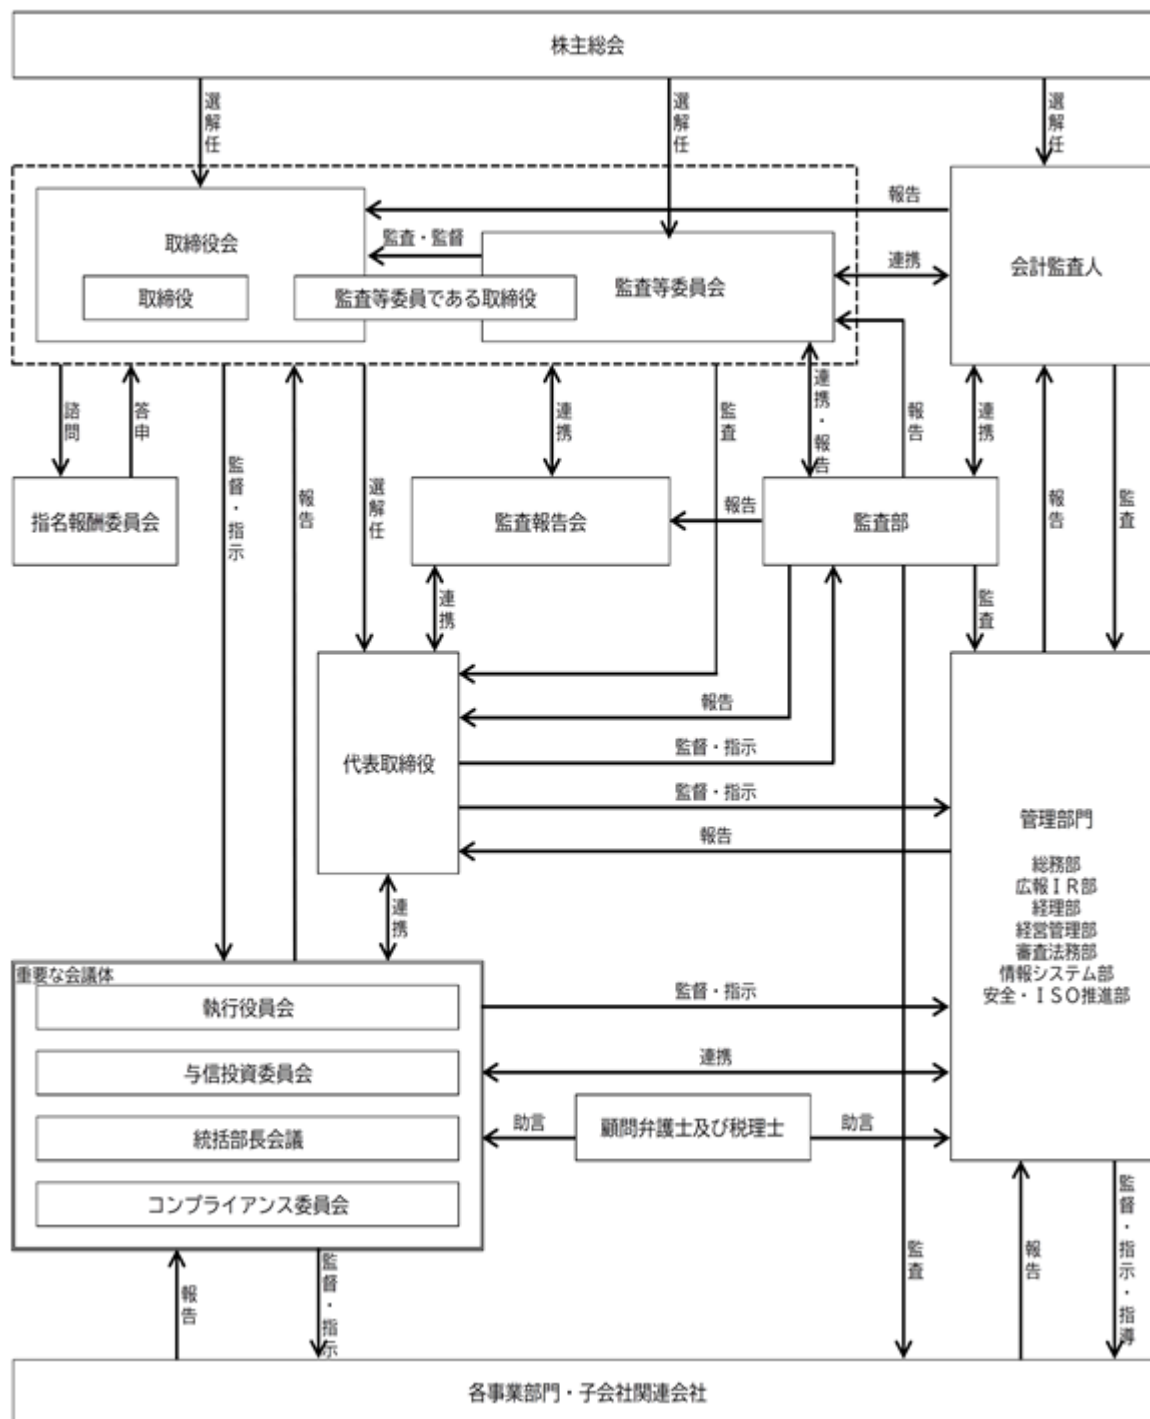 株主総会
選解任
選解任
選解任
報告
取締役会
監査・監督
監査等委員会
連携
会計監査人
取締役
監査等委員である取締役
諮問
答申
監督・指示
報告
選解任
連携
監査
連携・報告
報告
連携
報告
監査
指名報酬委員会
監査報告会
報告
監査部
連携
監査
代表取締役
報告
監督・指示
監督・指示
報告
管理部門
総務部
広報ＩＲ部
経理部
経営管理部
審査法務部
情報システム部
安全・ＩＳＯ推進部
連携
重要な会議体
執行役員会
監督・指示
与信投資委員会
連携
統括部長会議
助言
顧問弁護士及び税理士
助言
コンプライアンス委員会
報告
監督・指示
監査
報告
監督・指示・指導
各事業部門・子会社関連会社